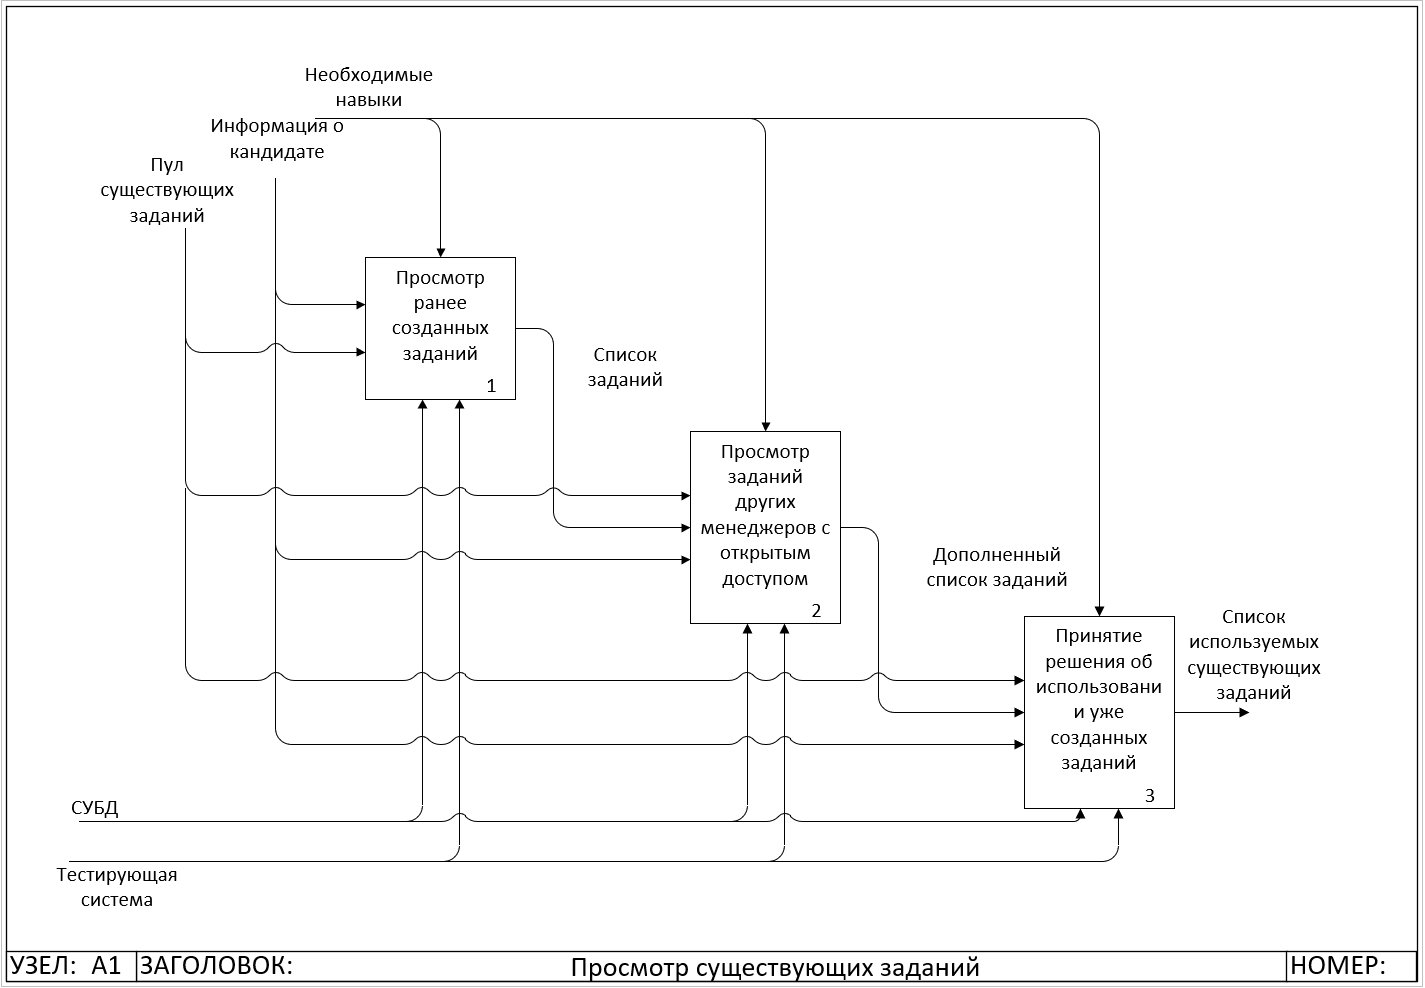 Необходимые
навыки
Информация о
кандидате
Пул
существующих
заданий
Просмотр
ранее
созданных
заданий
1
Список
заданий
Просмотр
заданий
других
менеджеров с
открытым
доступом
2
Дополненный
список заданий
Принятие
решения об
использовани
и уже
созданных
заданий
3
Список
используемых
существующих
заданий
СУБД
Тестирующая
система
УЗЕЛ: А1
ЗАГОЛОВОК:
Просмотр существующих заданий
НОМЕР: